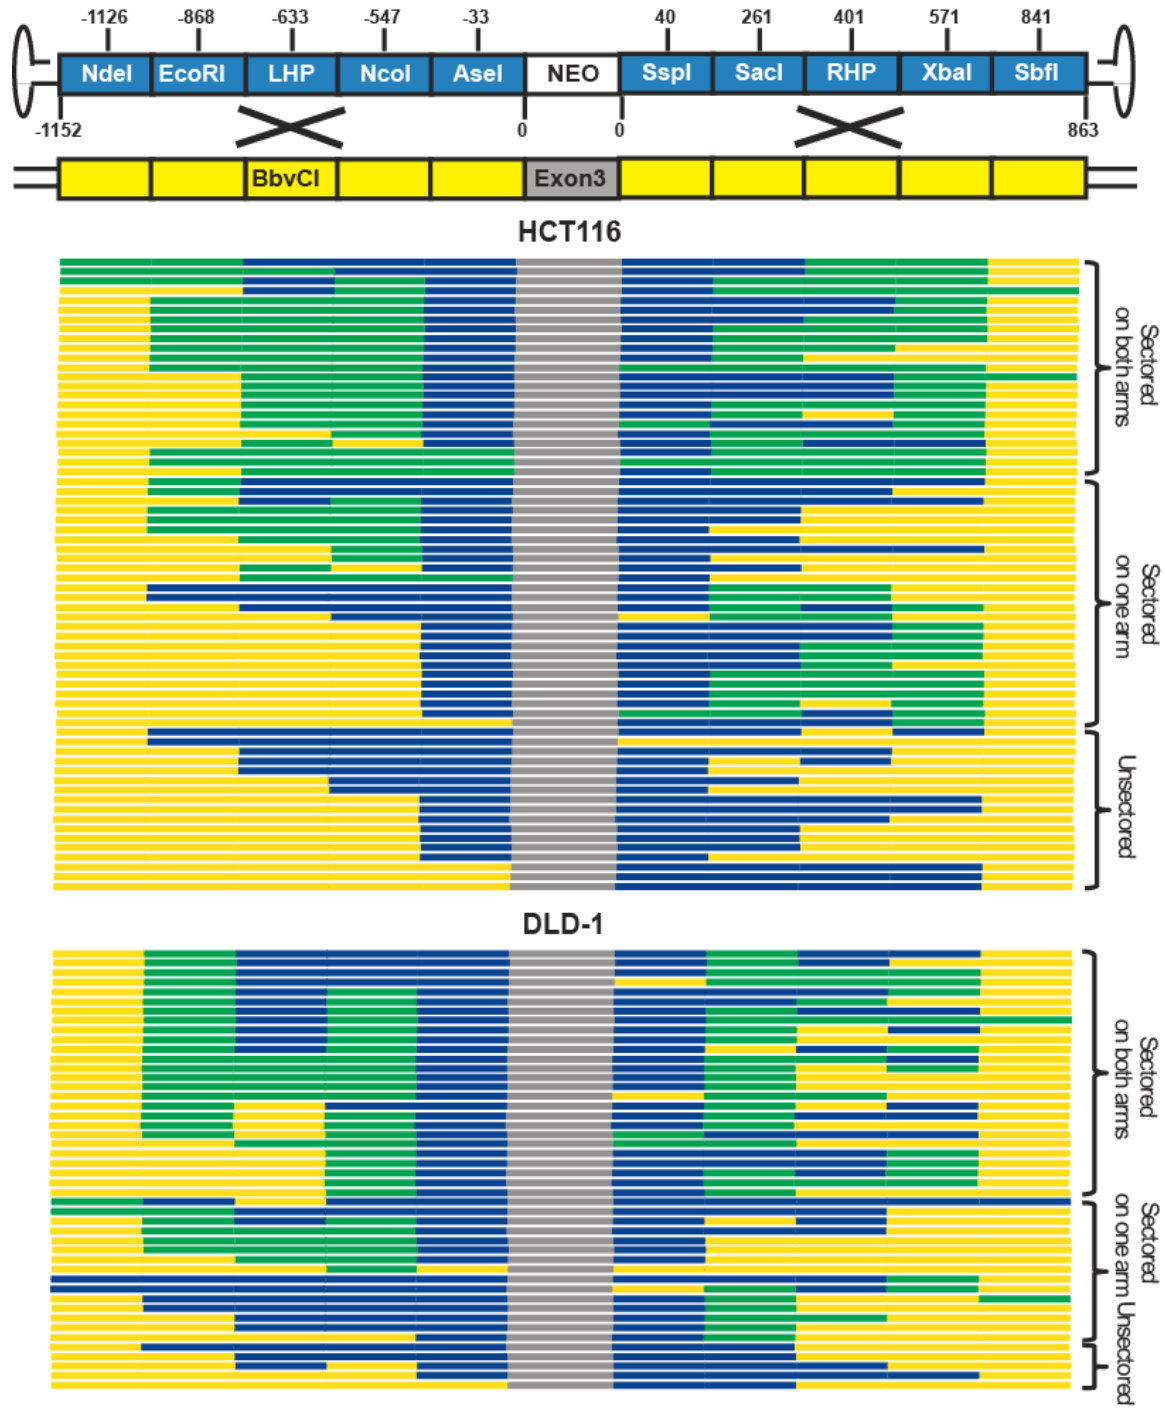 -1126 -868 -633 -547 -33 40 261 401 571 841
NdeI EcoRI LHP NcoI AseI NEO SspI SacI RHP XbaI SbfI
-1152 0 0 863
BbvCI Exon3
HCT116
Sectored
on both arms
Sectored
on one arm
Unsectored
DLD-1
Sectored
on both arms
Sectored
on one arm
Unsectored